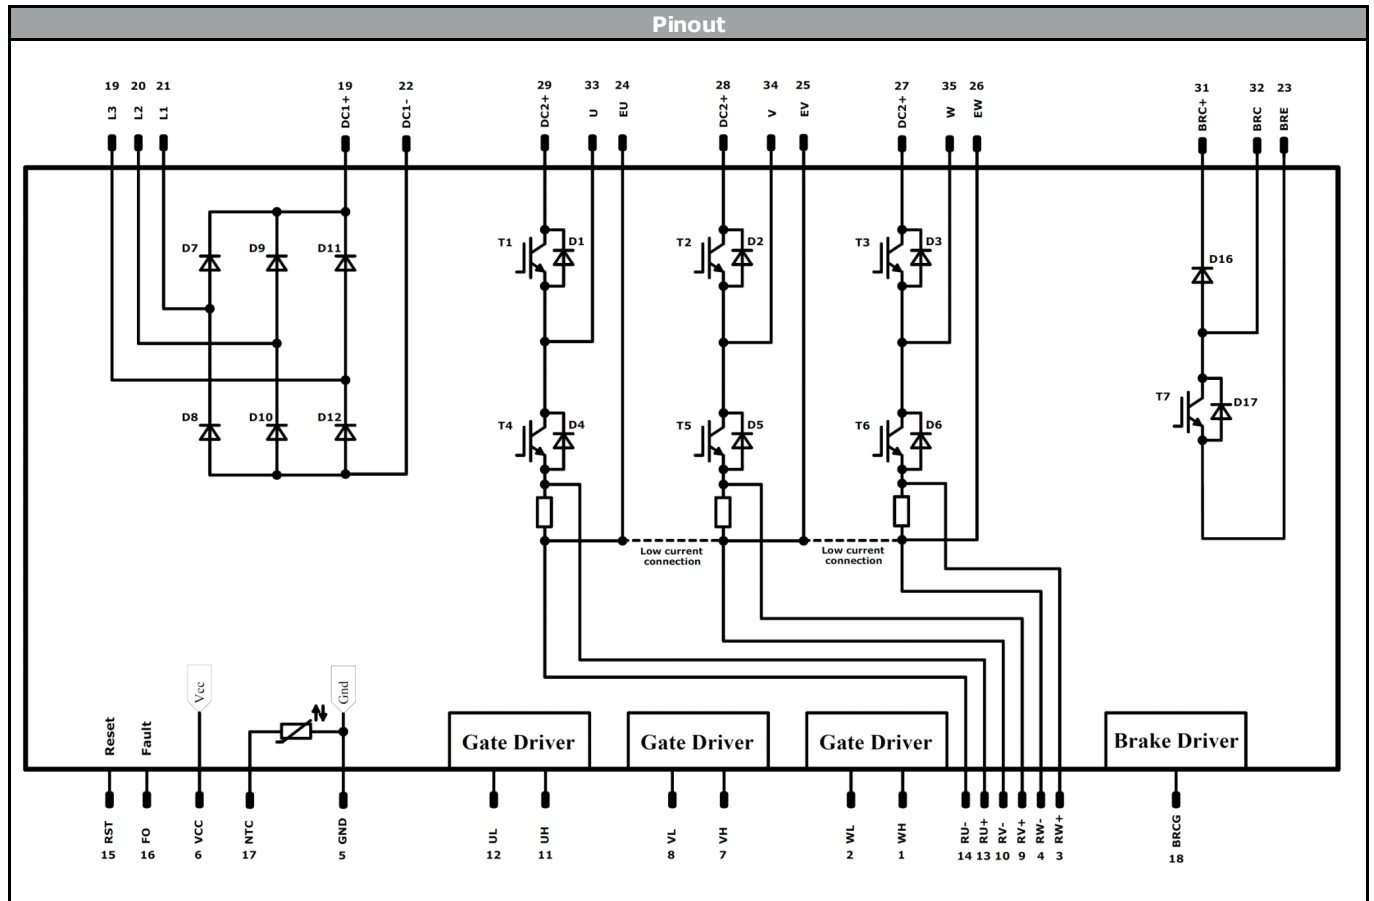 Pinout
19 20 21 19 22 29 33 24 28 34 25 27 35 26 31 32 23
L3 L2 L1 DC1+ DC1- DC2+ U EU DC2+ V EV DC2+ W EW BRC+ BRC BRE
D7 D9 D11 T1 D1 T2 D2 T3 D3 D16
D8 D10 D12 T4 D4 T5 D5 T6 D6 T7 D17
Low current
connection
Low current
connection
Vcc Gnd
Reset Fault
Gate Driver Gate Driver Gate Driver Brake Driver
RST FO VCC NTC GND UL UH VL VH WL WH RU- RU+ RV- RV+ RW- RW+ BRCG
15 16 6 17 5 12 11 8 7 2 1 14 13 10 9 4 3 18